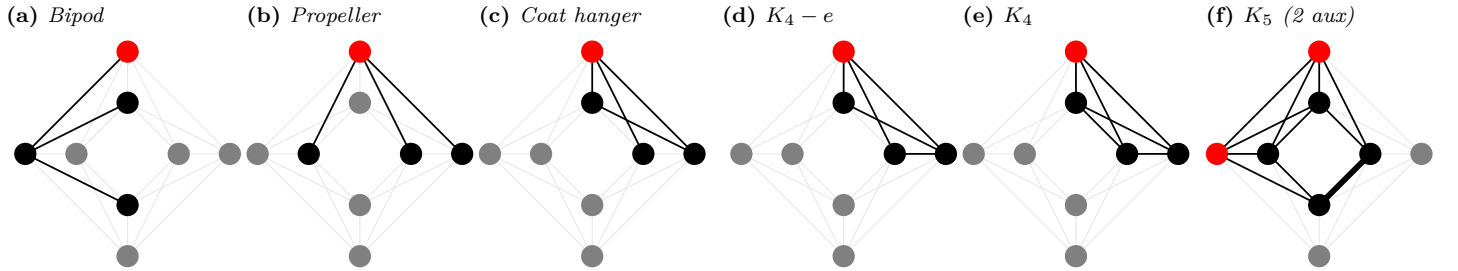 (a) Bipod
(b) Propeller
(c) Coat hanger
(d) K₄ − e
(e) K₄
(f) K₅ (2 aux)